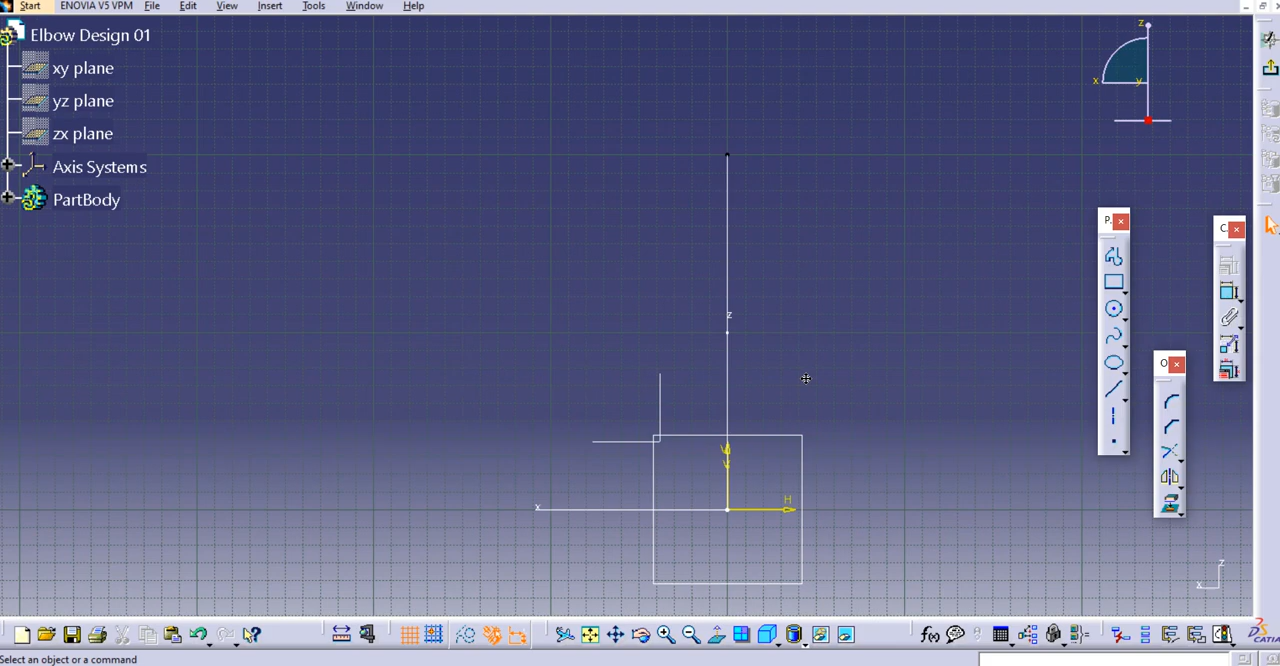 Start ENOVIA V5 VPM File Edit View Insert Tools Window Help
Elbow Design 01
xy plane
yz plane
zx plane
Axis Systems
PartBody
z
x y
P.
C.
O
z
V
H
x
z
x
f(x)
CATIA
Select an object or a command